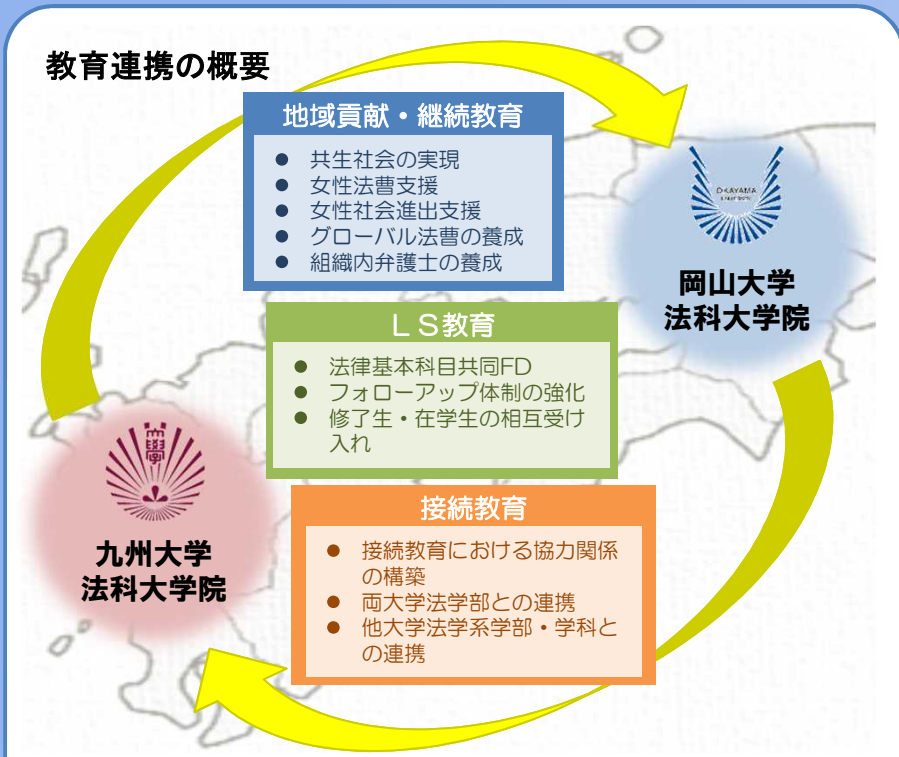 教育連携の概要
地域貢献・継続教育
● 共生社会の実現
● 女性法曹支援
● 女性社会進出支援
● グローバル法曹の養成
● 組織内弁護士の養成
OKAYAMA
UNIVERSITY
岡山大学
法科大学院
ＬＳ教育
● 法律基本科目共同FD
● フォローアップ体制の強化
● 修了生・在学生の相互受け
入れ
大學
九州大学
法科大学院
接続教育
● 接続教育における協力関係
の構築
● 両大学法学部との連携
● 他大学法学系学部・学科と
の連携